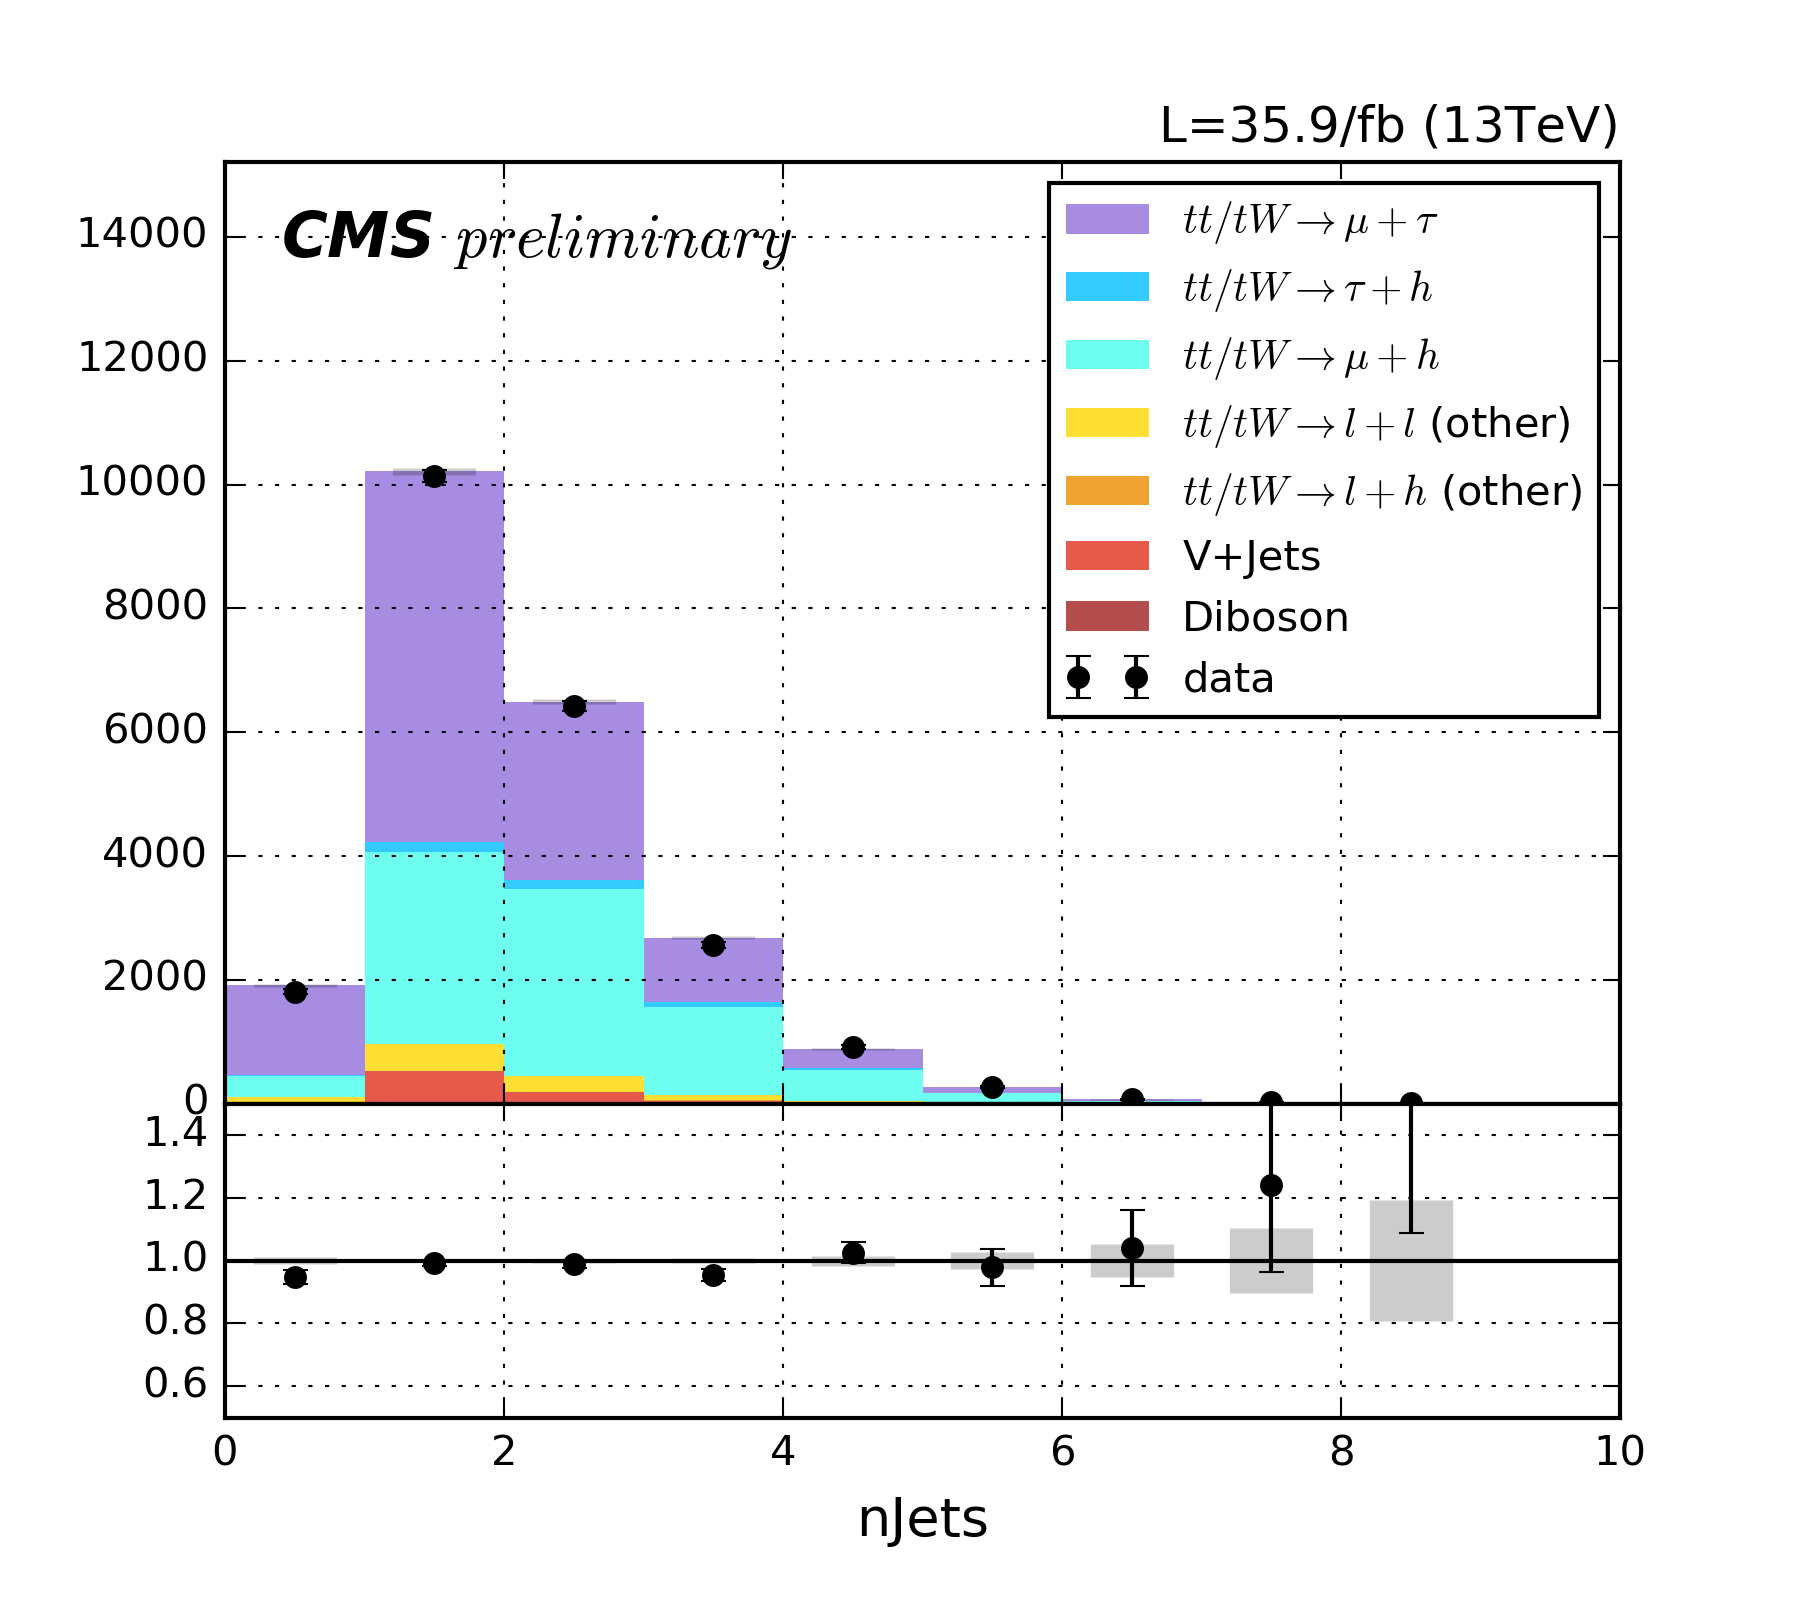 L=35.9/fb (13TeV)
CMS preliminary
tt/tW → μ + τ
tt/tW → τ + h
tt/tW → μ + h
tt/tW → l + l (other)
tt/tW → l + h (other)
V+Jets
Diboson
data
14000
12000
10000
8000
6000
4000
2000
0
1.4
1.2
1.0
0.8
0.6
0 2 4 6 8 10
nJets